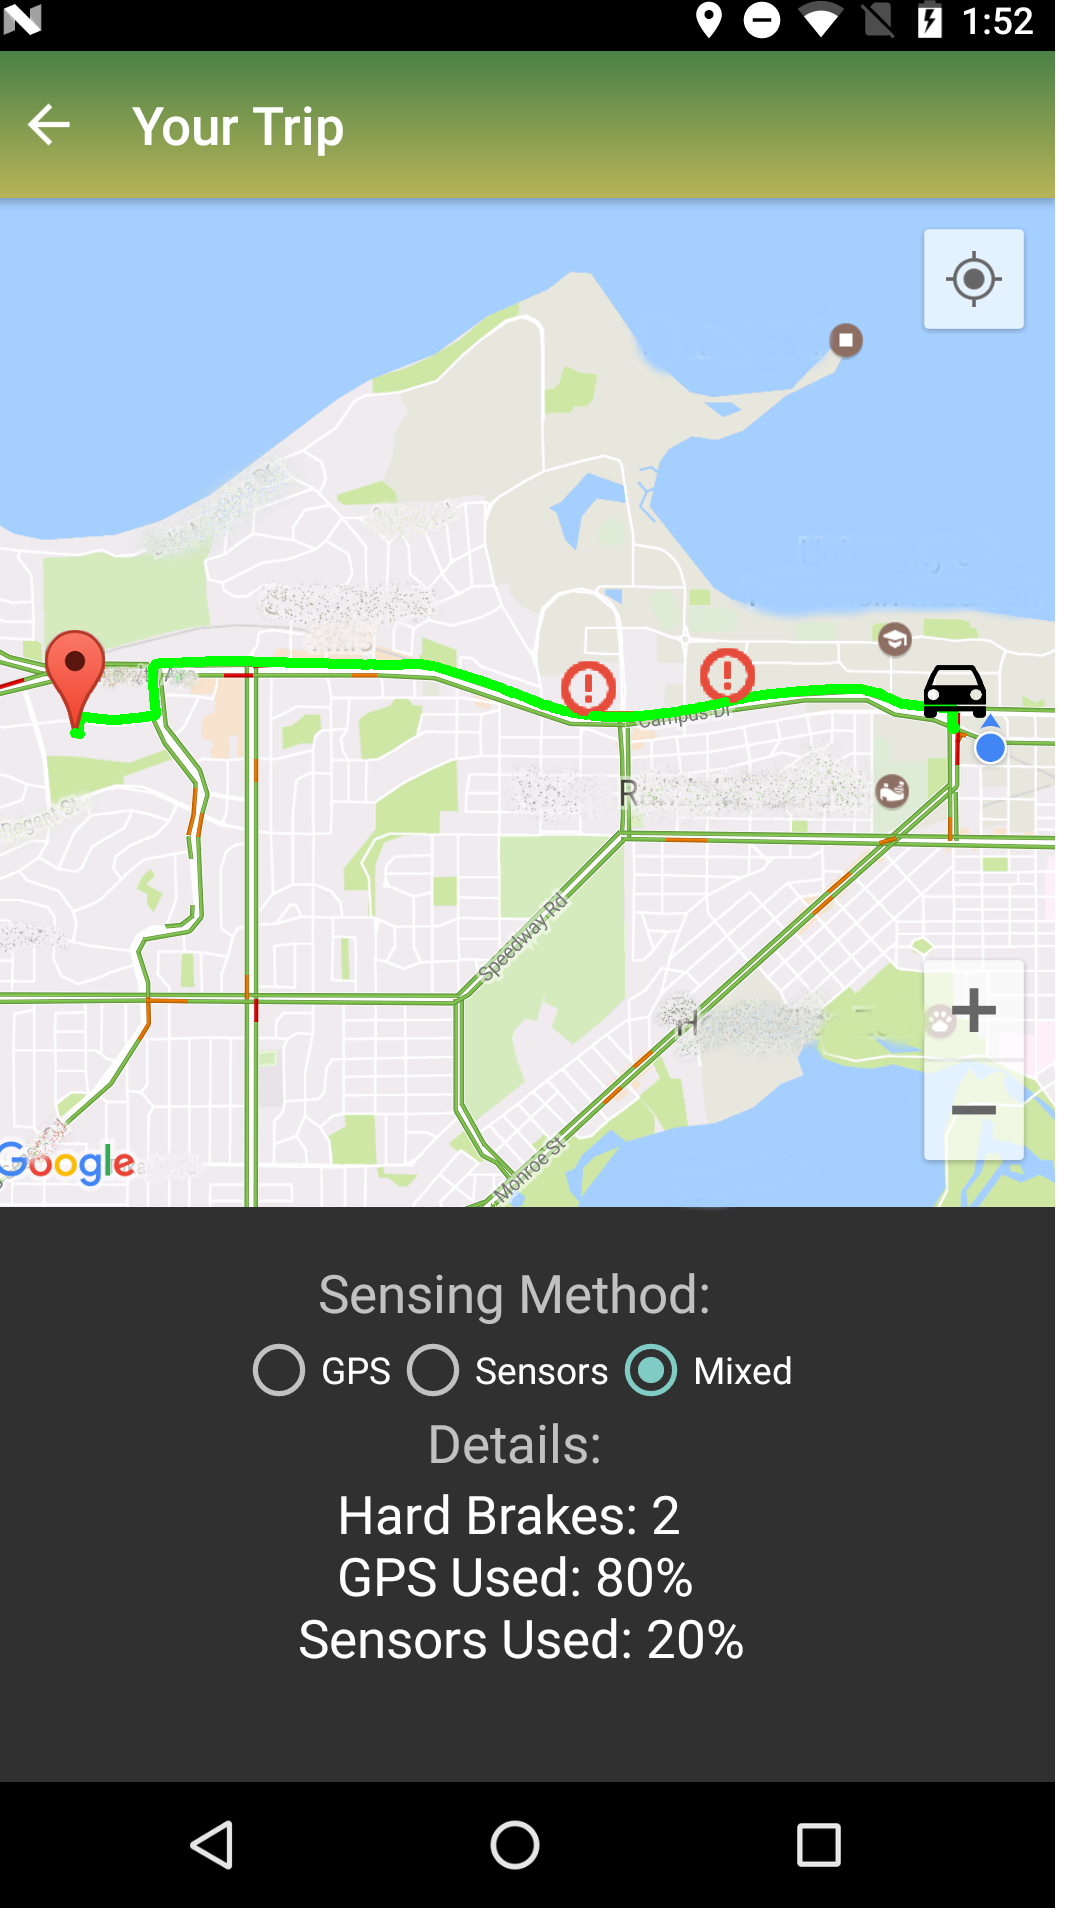 1:52
Your Trip
Campus Dr
Regent St
Speedway Rd
Monroe St
Google
Sensing Method:
GPS Sensors Mixed
Details:
Hard Brakes: 2
GPS Used: 80%
Sensors Used: 20%